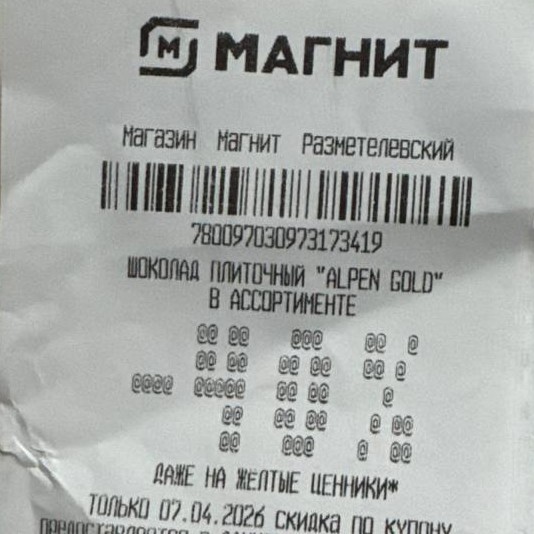 МАГНИТ
Магазин Магнит Разметелевский
780097030973173419
ШОКОЛАД ПЛИТОЧНЫЙ "ALPEN GOLD"
В АССОРТИМЕНТЕ
@@ @@ @@@ @@ @
@@ @@ @@ @@ @@ @
@@@@ @@@@@ @@ @@ @
@@ @@ @@ @ @@
@@ @@@ @ @@
ДАЖЕ НА ЖЕЛТЫЕ ЦЕННИКИ*
ТОЛЬКО 07.04.2026 СКИДКА ПО КУПОНУ